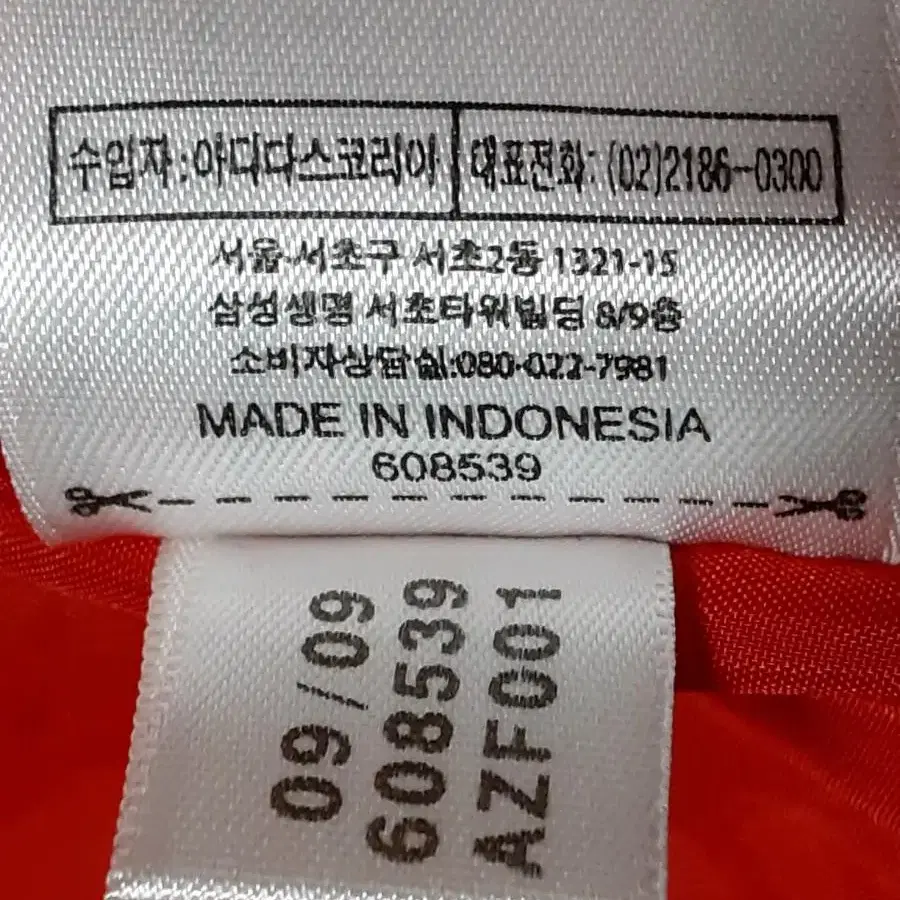 수입자:아디다스코리아 대표전화: (02)2186-0300
서울 서초구 서초2동 1321-15
삼성생명 서초타워빌딩 8/9층
소비자상담실:080-022-7981
MADE IN INDONESIA
608539
09/09
608539
AZF001